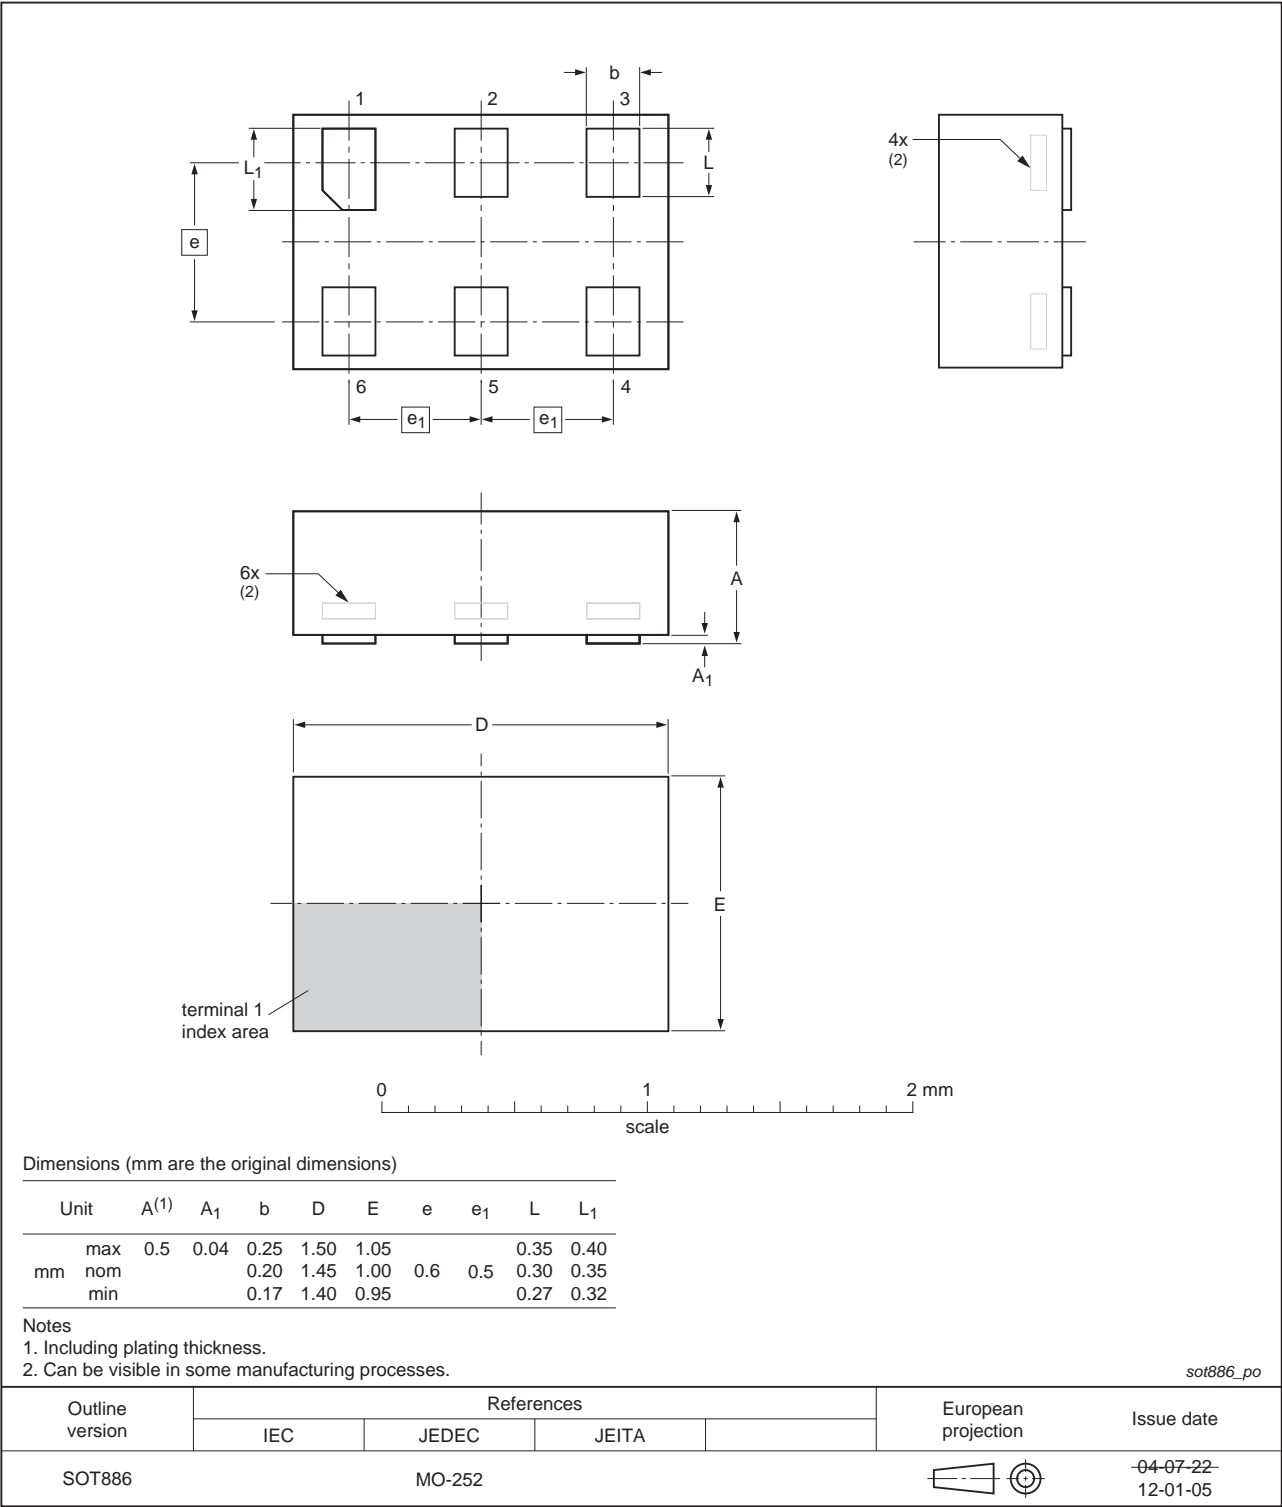 b
1 2 3
L1
L
4x
(2)
e
6 5 4
e1 e1
6x
(2)
A
A1
D
E
terminal 1
index area
0 1 2 mm
scale
Dimensions (mm are the original dimensions)
Unit A(1) A1 b D E e e1 L L1
max 0.5 0.04 0.25 1.50 1.05 0.35 0.40
mm nom 0.20 1.45 1.00 0.6 0.5 0.30 0.35
min 0.17 1.40 0.95 0.27 0.32
Notes
1. Including plating thickness.
2. Can be visible in some manufacturing processes.
sot886_po
Outline version
References
European projection
Issue date
IEC JEDEC JEITA
SOT886 MO-252
04-07-22
12-01-05